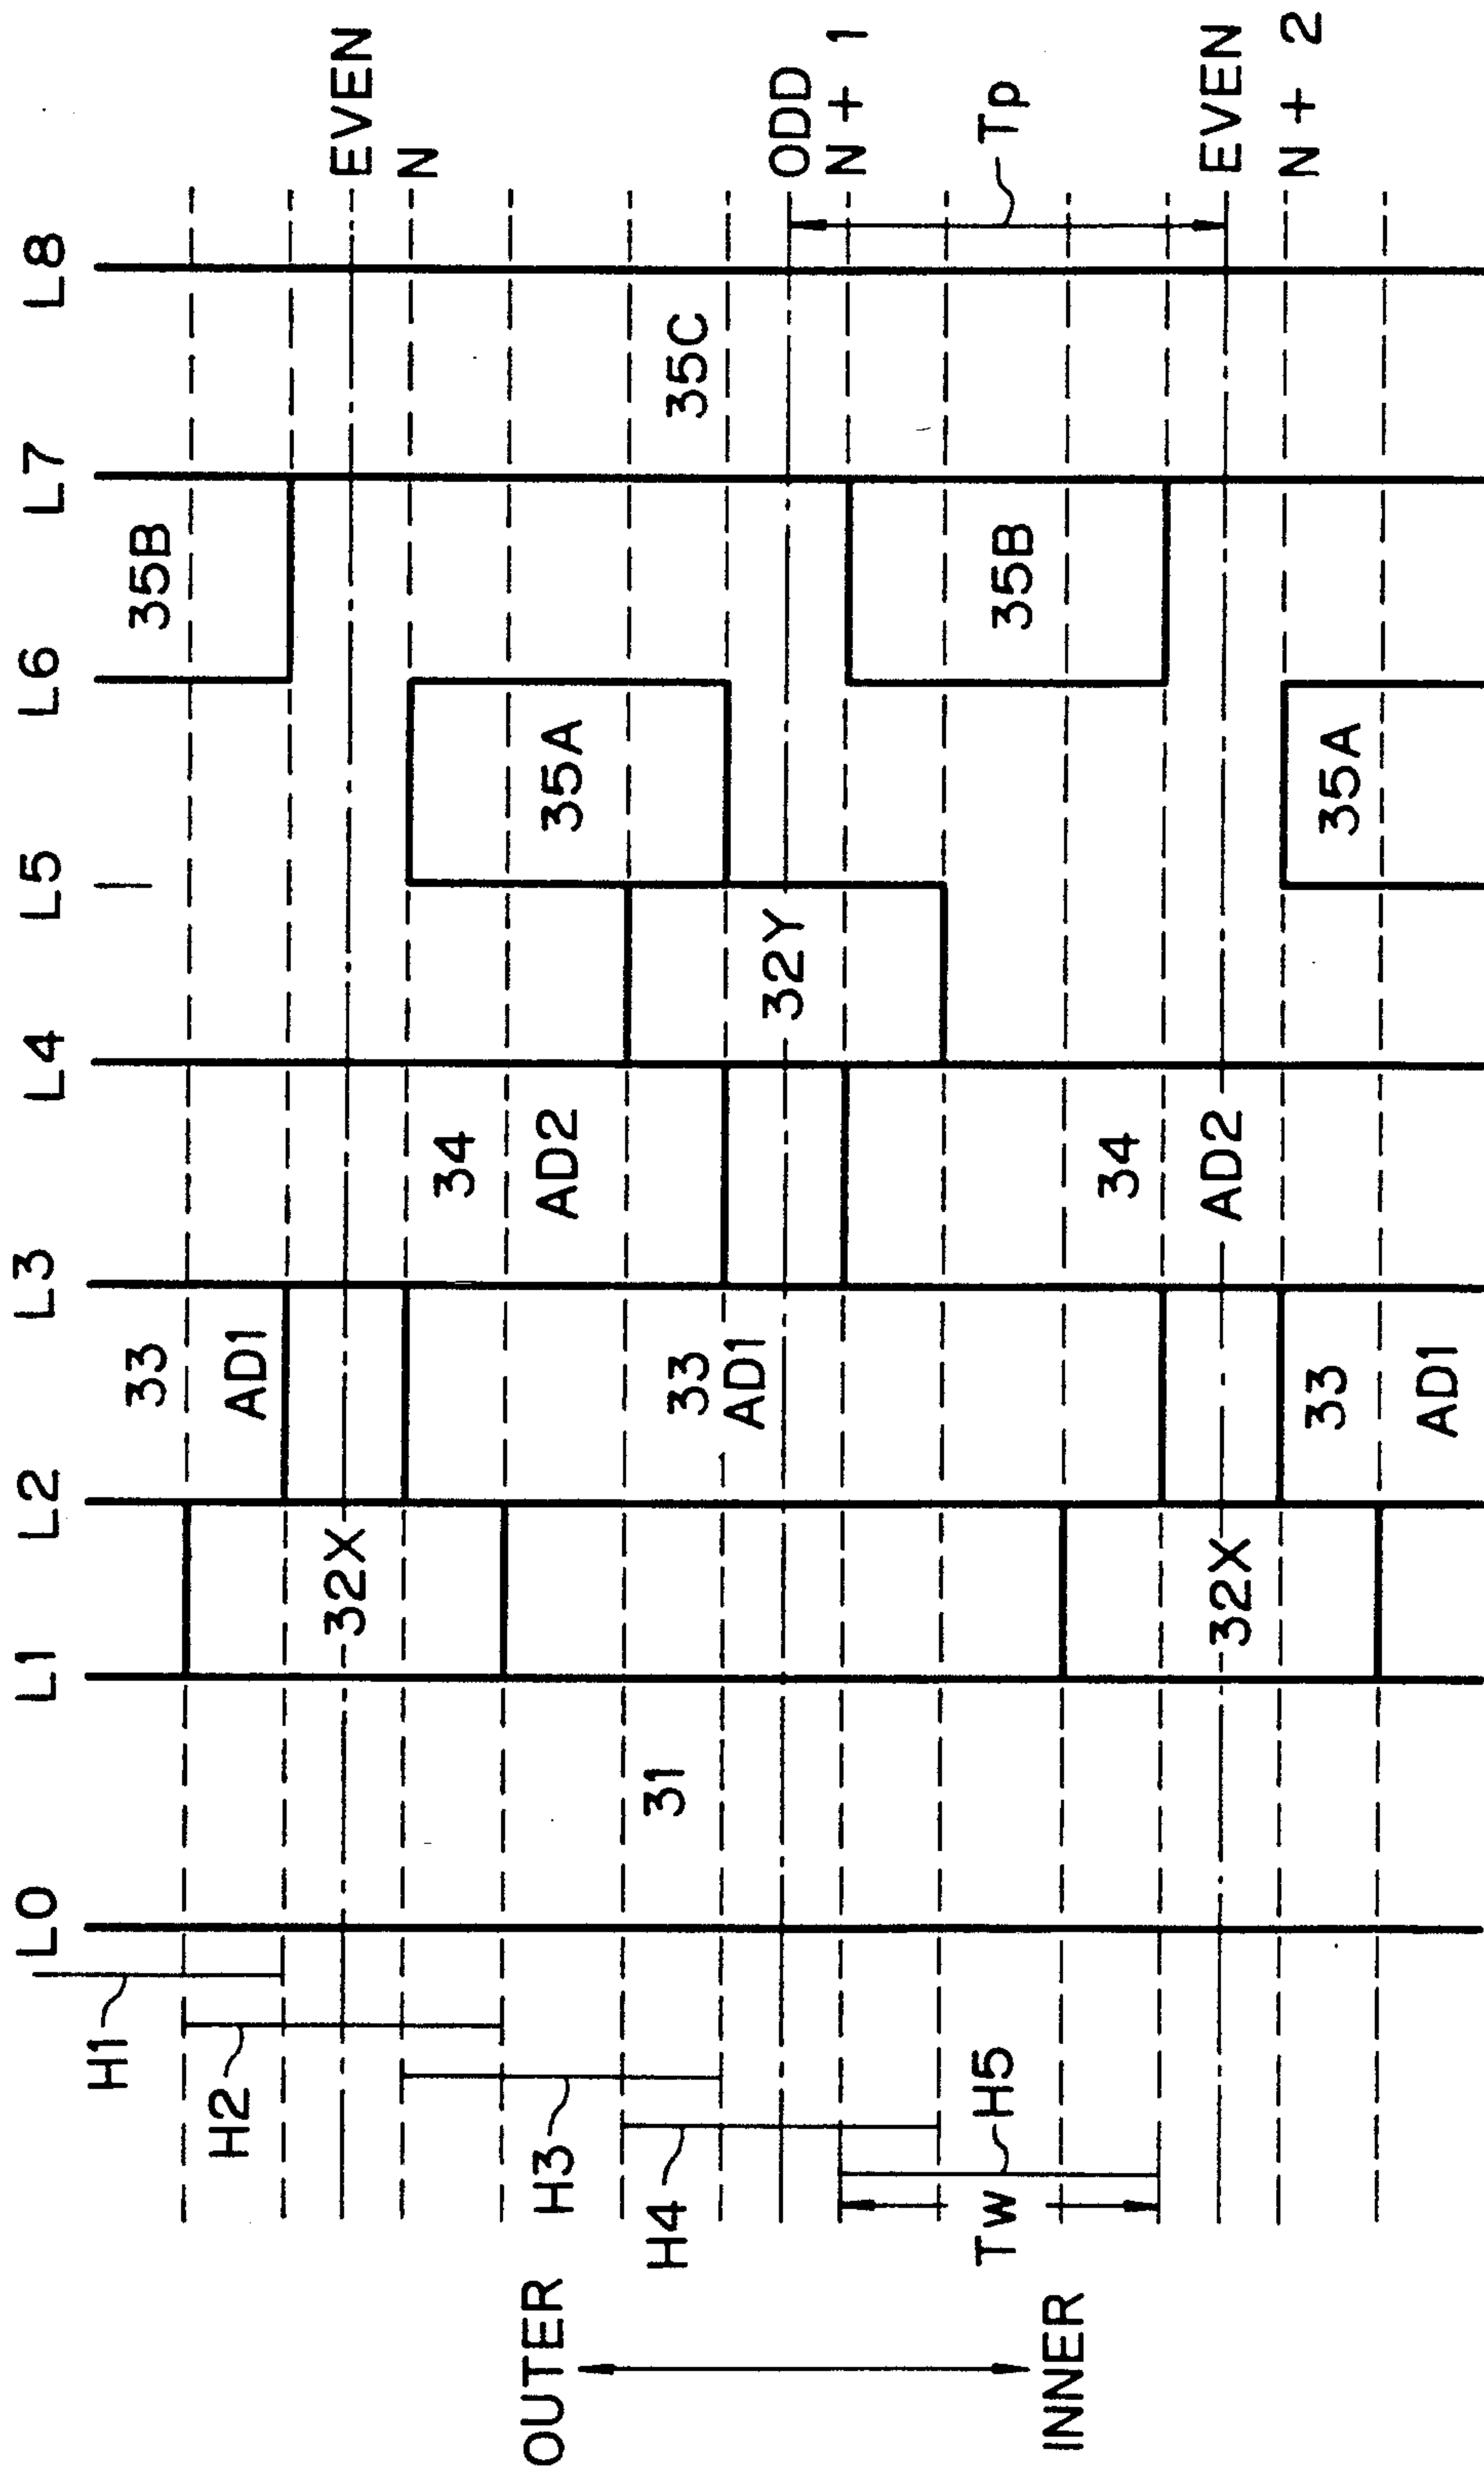 L0 L1 L2 L3 L4 L5 L6 L7 L8
H1
H2
H3
H4
H5
Tw
OUTER
INNER
31
32X
32X
33
AD1
33
AD1
33
AD1
34
AD2
34
AD2
32Y
35A
35A
35B
35B
35C
EVEN
N
ODD
N + 1
Tp
EVEN
N + 2